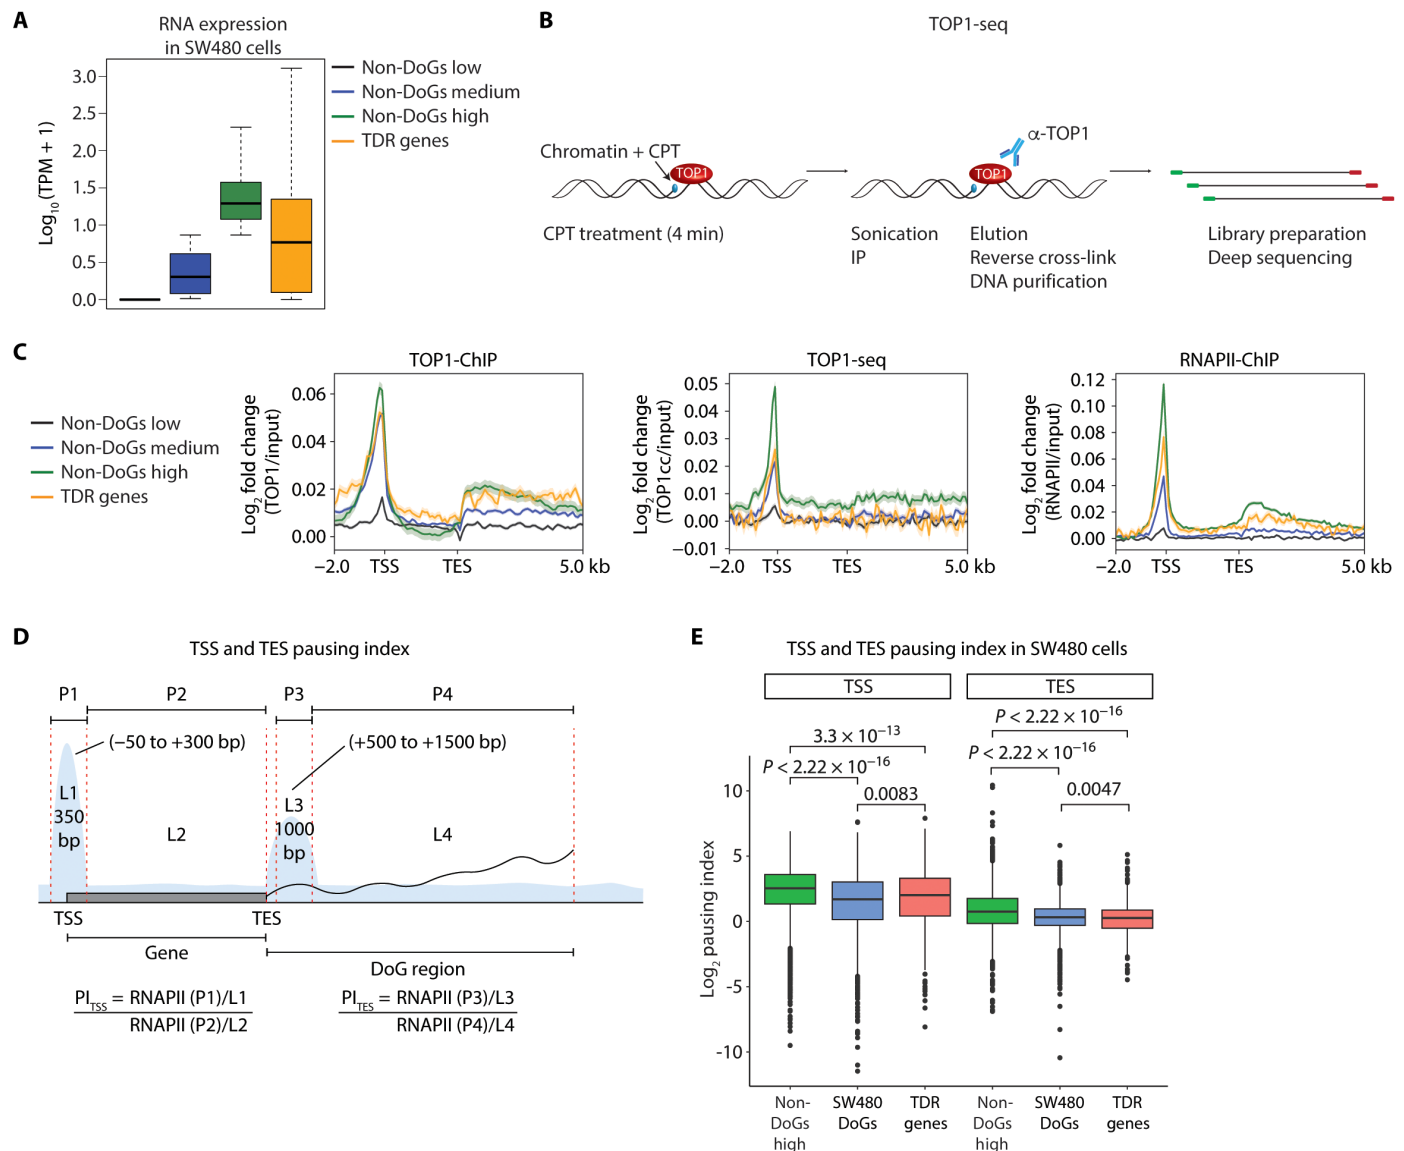 A
RNA expression
in SW480 cells
Log10 (TPM + 1)
3.0
2.5
2.0
1.5
1.0
0.5
0.0
Non-DoGs low
Non-DoGs medium
Non-DoGs high
TDR genes
B
TOP1-seq
Chromatin + CPT
TOP1
CPT treatment (4 min)
α-TOP1
TOP1
Sonication
IP
Elution
Reverse cross-link
DNA purification
Library preparation
Deep sequencing
C
Non-DoGs low
Non-DoGs medium
Non-DoGs high
TDR genes
TOP1-ChIP
Log2 fold change
(TOP1/input)
0.06
0.04
0.02
0.00
−2.0 TSS TES 5.0 kb
TOP1-seq
Log2 fold change
(TOP1cc/input)
0.05
0.04
0.03
0.02
0.01
0.00
−0.01
−2.0 TSS TES 5.0 kb
RNAPII-ChIP
Log2 fold change
(RNAPII/input)
0.12
0.10
0.08
0.06
0.04
0.02
0.00
−2.0 TSS TES 5.0 kb
D
TSS and TES pausing index
P1 P2 P3 P4
(−50 to +300 bp)
(+500 to +1500 bp)
L1
350
bp
L2
L3
1000
bp
L4
TSS TES
Gene
DoG region
PITSS = RNAPII (P1)/L1
RNAPII (P2)/L2
PITES = RNAPII (P3)/L3
RNAPII (P4)/L4
E
TSS and TES pausing index in SW480 cells
TSS TES
P < 2.22 × 10−16
3.3 × 10−13
P < 2.22 × 10−16
P < 2.22 × 10−16
0.0083
0.0047
Log2 pausing index
10
5
0
-5
-10
Non-
DoGs
high
SW480
DoGs
TDR
genes
Non-
DoGs
high
SW480
DoGs
TDR
genes